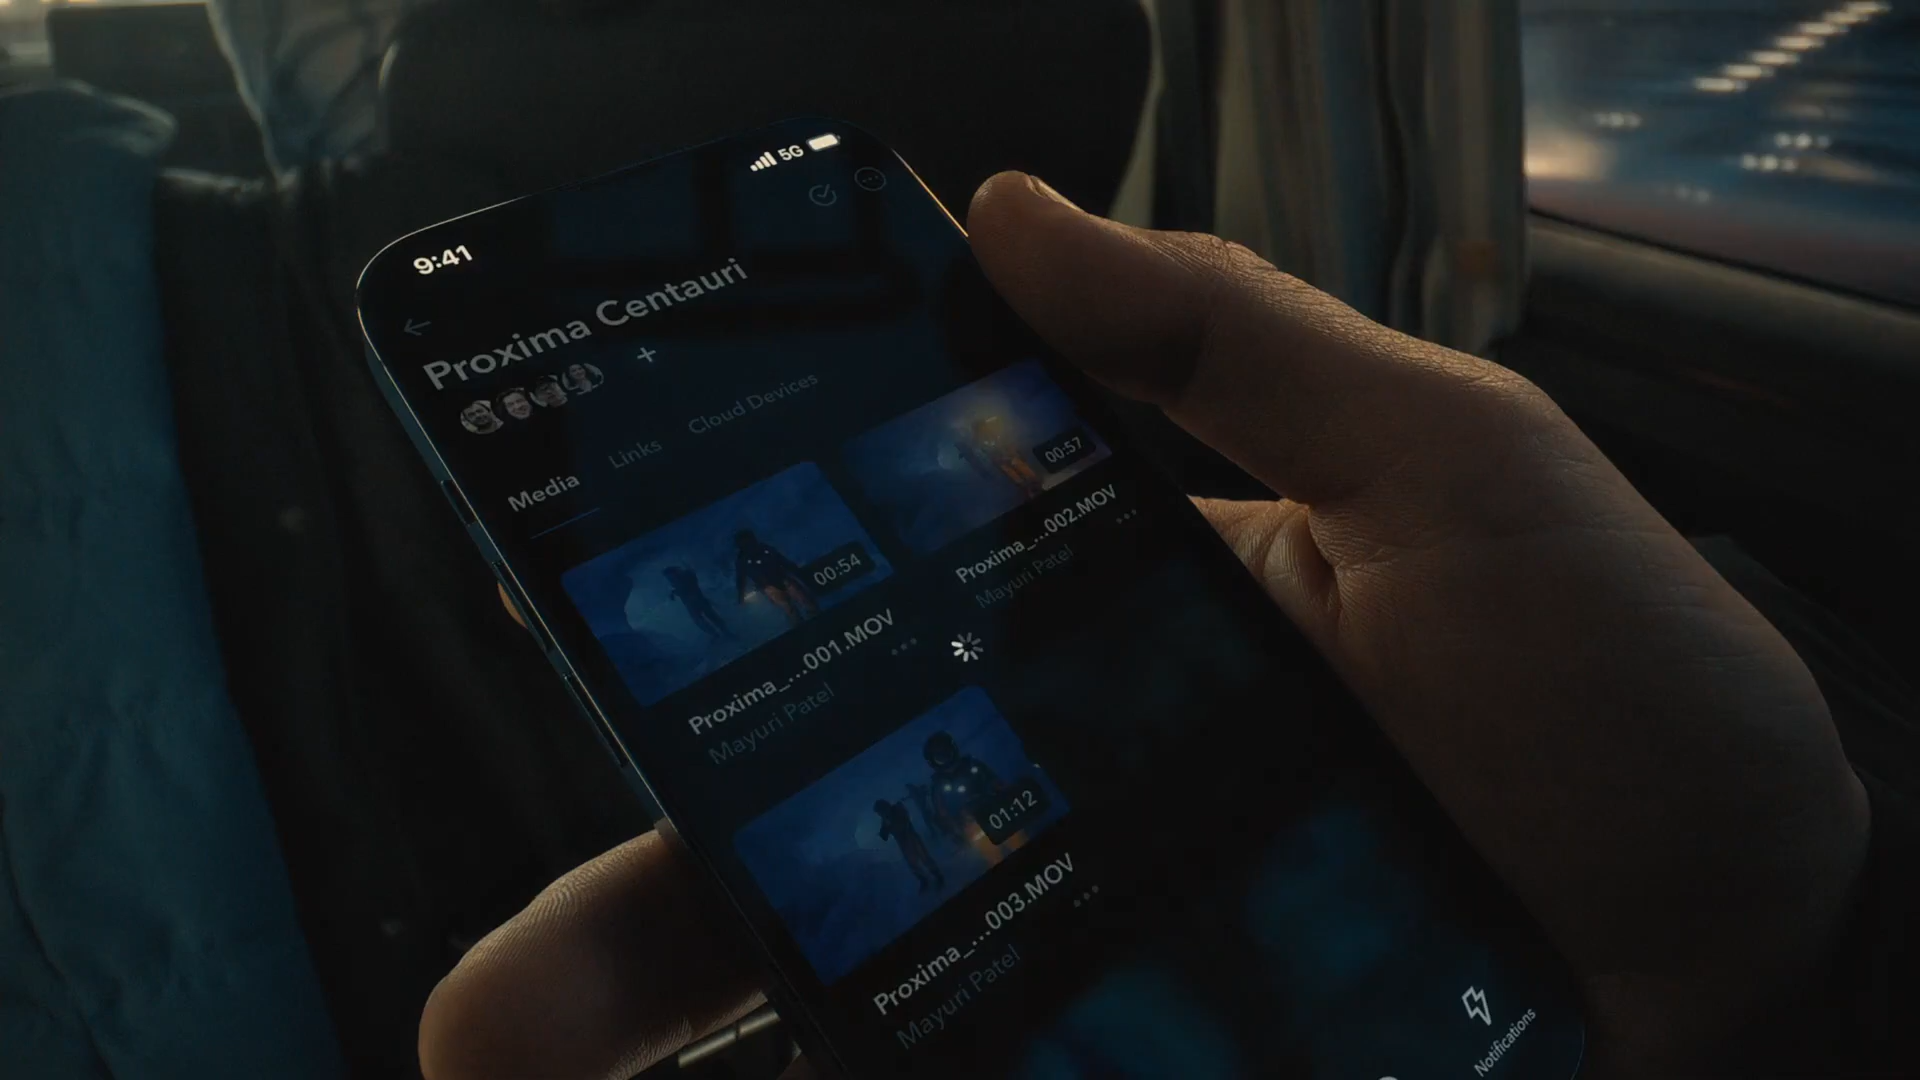 5G
9:41
Proxima Centauri
Media
Links
Cloud Devices
00:54
Proxima_...001.MOV
Mayuri Patel
00:57
Proxima_...002.MOV
Mayuri Patel
01:12
Proxima_...003.MOV
Mayuri Patel
Notifications